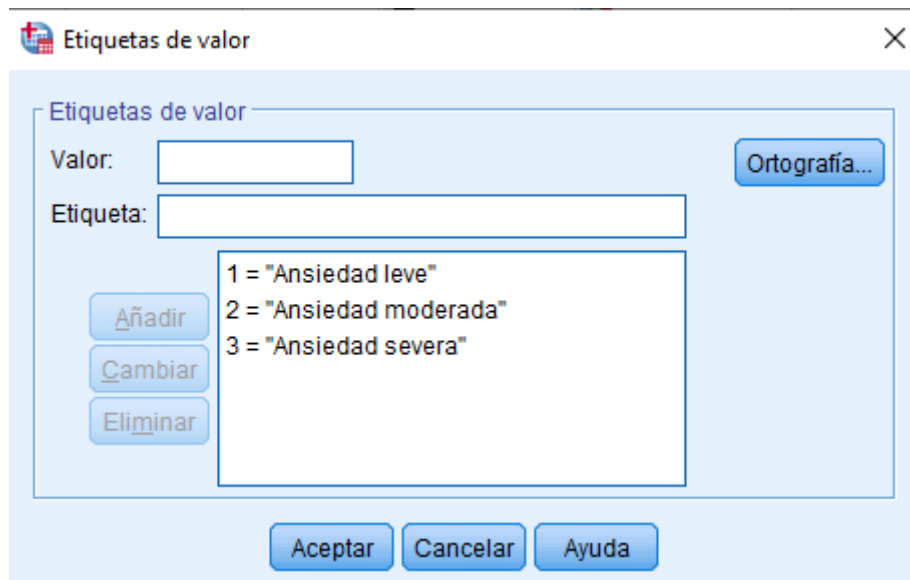 Etiquetas de valor
Etiquetas de valor
Valor:
Ortografía...
Etiqueta:
1 = "Ansiedad leve"
2 = "Ansiedad moderada"
3 = "Ansiedad severa"
Añadir
Cambiar
Eliminar
Aceptar Cancelar Ayuda